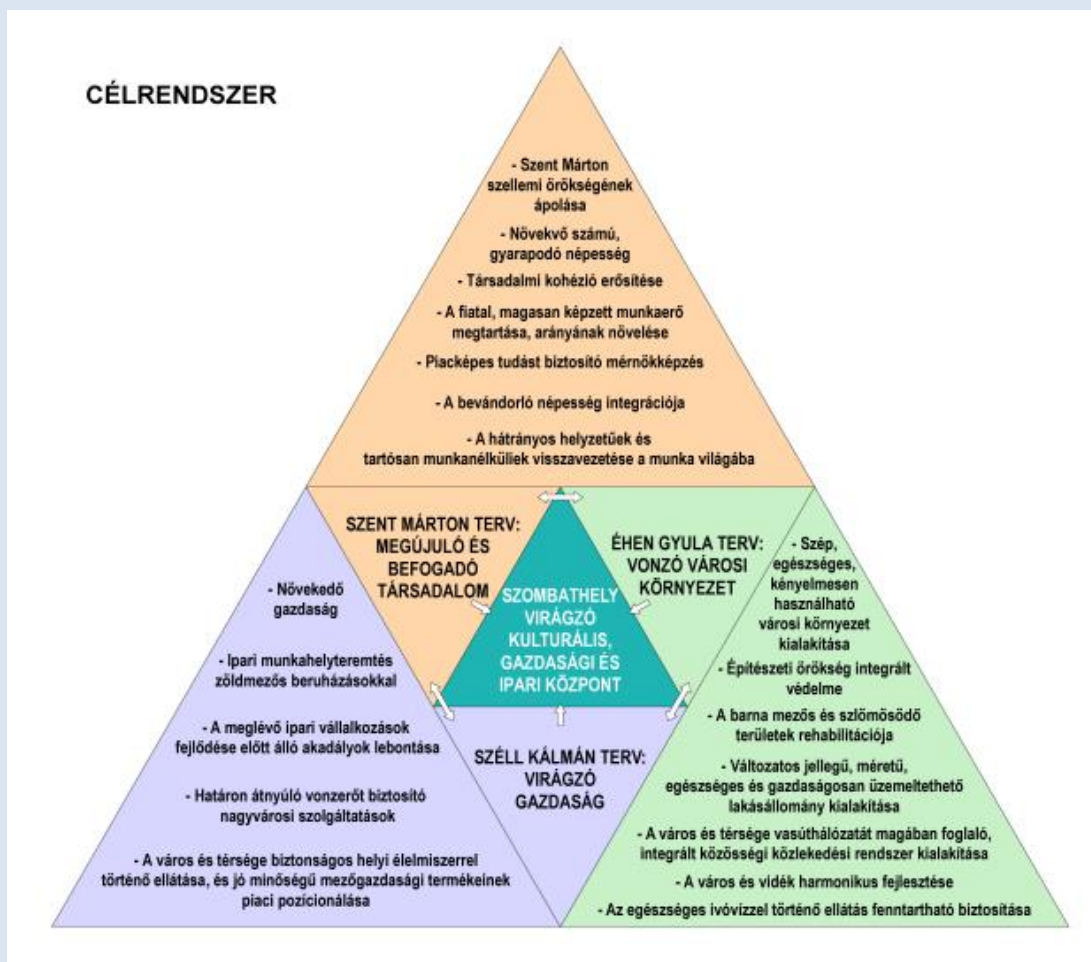 CÉLRENDSZER
- Szent Márton
szellemi örökségének
ápolása
- Növekvő számú,
gyarapodó népesség
- Társadalmi kohézió erősítése
- A fiatal, magasan képzett munkaerő
megtartása, arányának növelése
- Piacképes tudást biztosító mérnökképzés
- A bevándorló népesség integrációja
- A hátrányos helyzetűek és
tartósan munkanélküliek visszavezetése a munka világába
SZENT MÁRTON TERV:
MEGÚJULÓ ÉS
BEFOGADÓ
TÁRSADALOM
ÉHEN GYULA TERV:
VONZÓ VÁROSI
KÖRNYEZET
SZOMBATHELY
VIRÁGZÓ
KULTURÁLIS,
GAZDASÁGI ÉS
IPARI KÖZPONT
SZÉLL KÁLMÁN TERV:
VIRÁGZÓ
GAZDASÁG
- Növekedő
gazdaság
- Ipari munkahelyteremtés
zöldmezős beruházásokkal
- A meglévő ipari vállalkozások
fejlődése előtt álló akadályok lebontása
- Határon átnyúló vonzerőt biztosító
nagyvárosi szolgáltatások
- A város és térsége biztonságos helyi élelmiszerrel
történő ellátása, és jó minőségű mezőgazdasági termékeinek
piaci pozícionálása
- Szép,
egészséges,
kényelmesen
használható
városi környezet
kialakítása
- Építészeti örökség integrált
védelme
- A barna mezős és szlömösödő
területek rehabilitációja
- Változatos jellegű, méretű,
egészséges és gazdaságosan üzemeltethető
lakásállomány kialakítása
- A város és térsége vasúthálózatát magában foglaló,
integrált közösségi közlekedési rendszer kialakítása
- A város és vidék harmonikus fejlesztése
- Az egészséges ivóvízzel történő ellátás fenntartható biztosítása